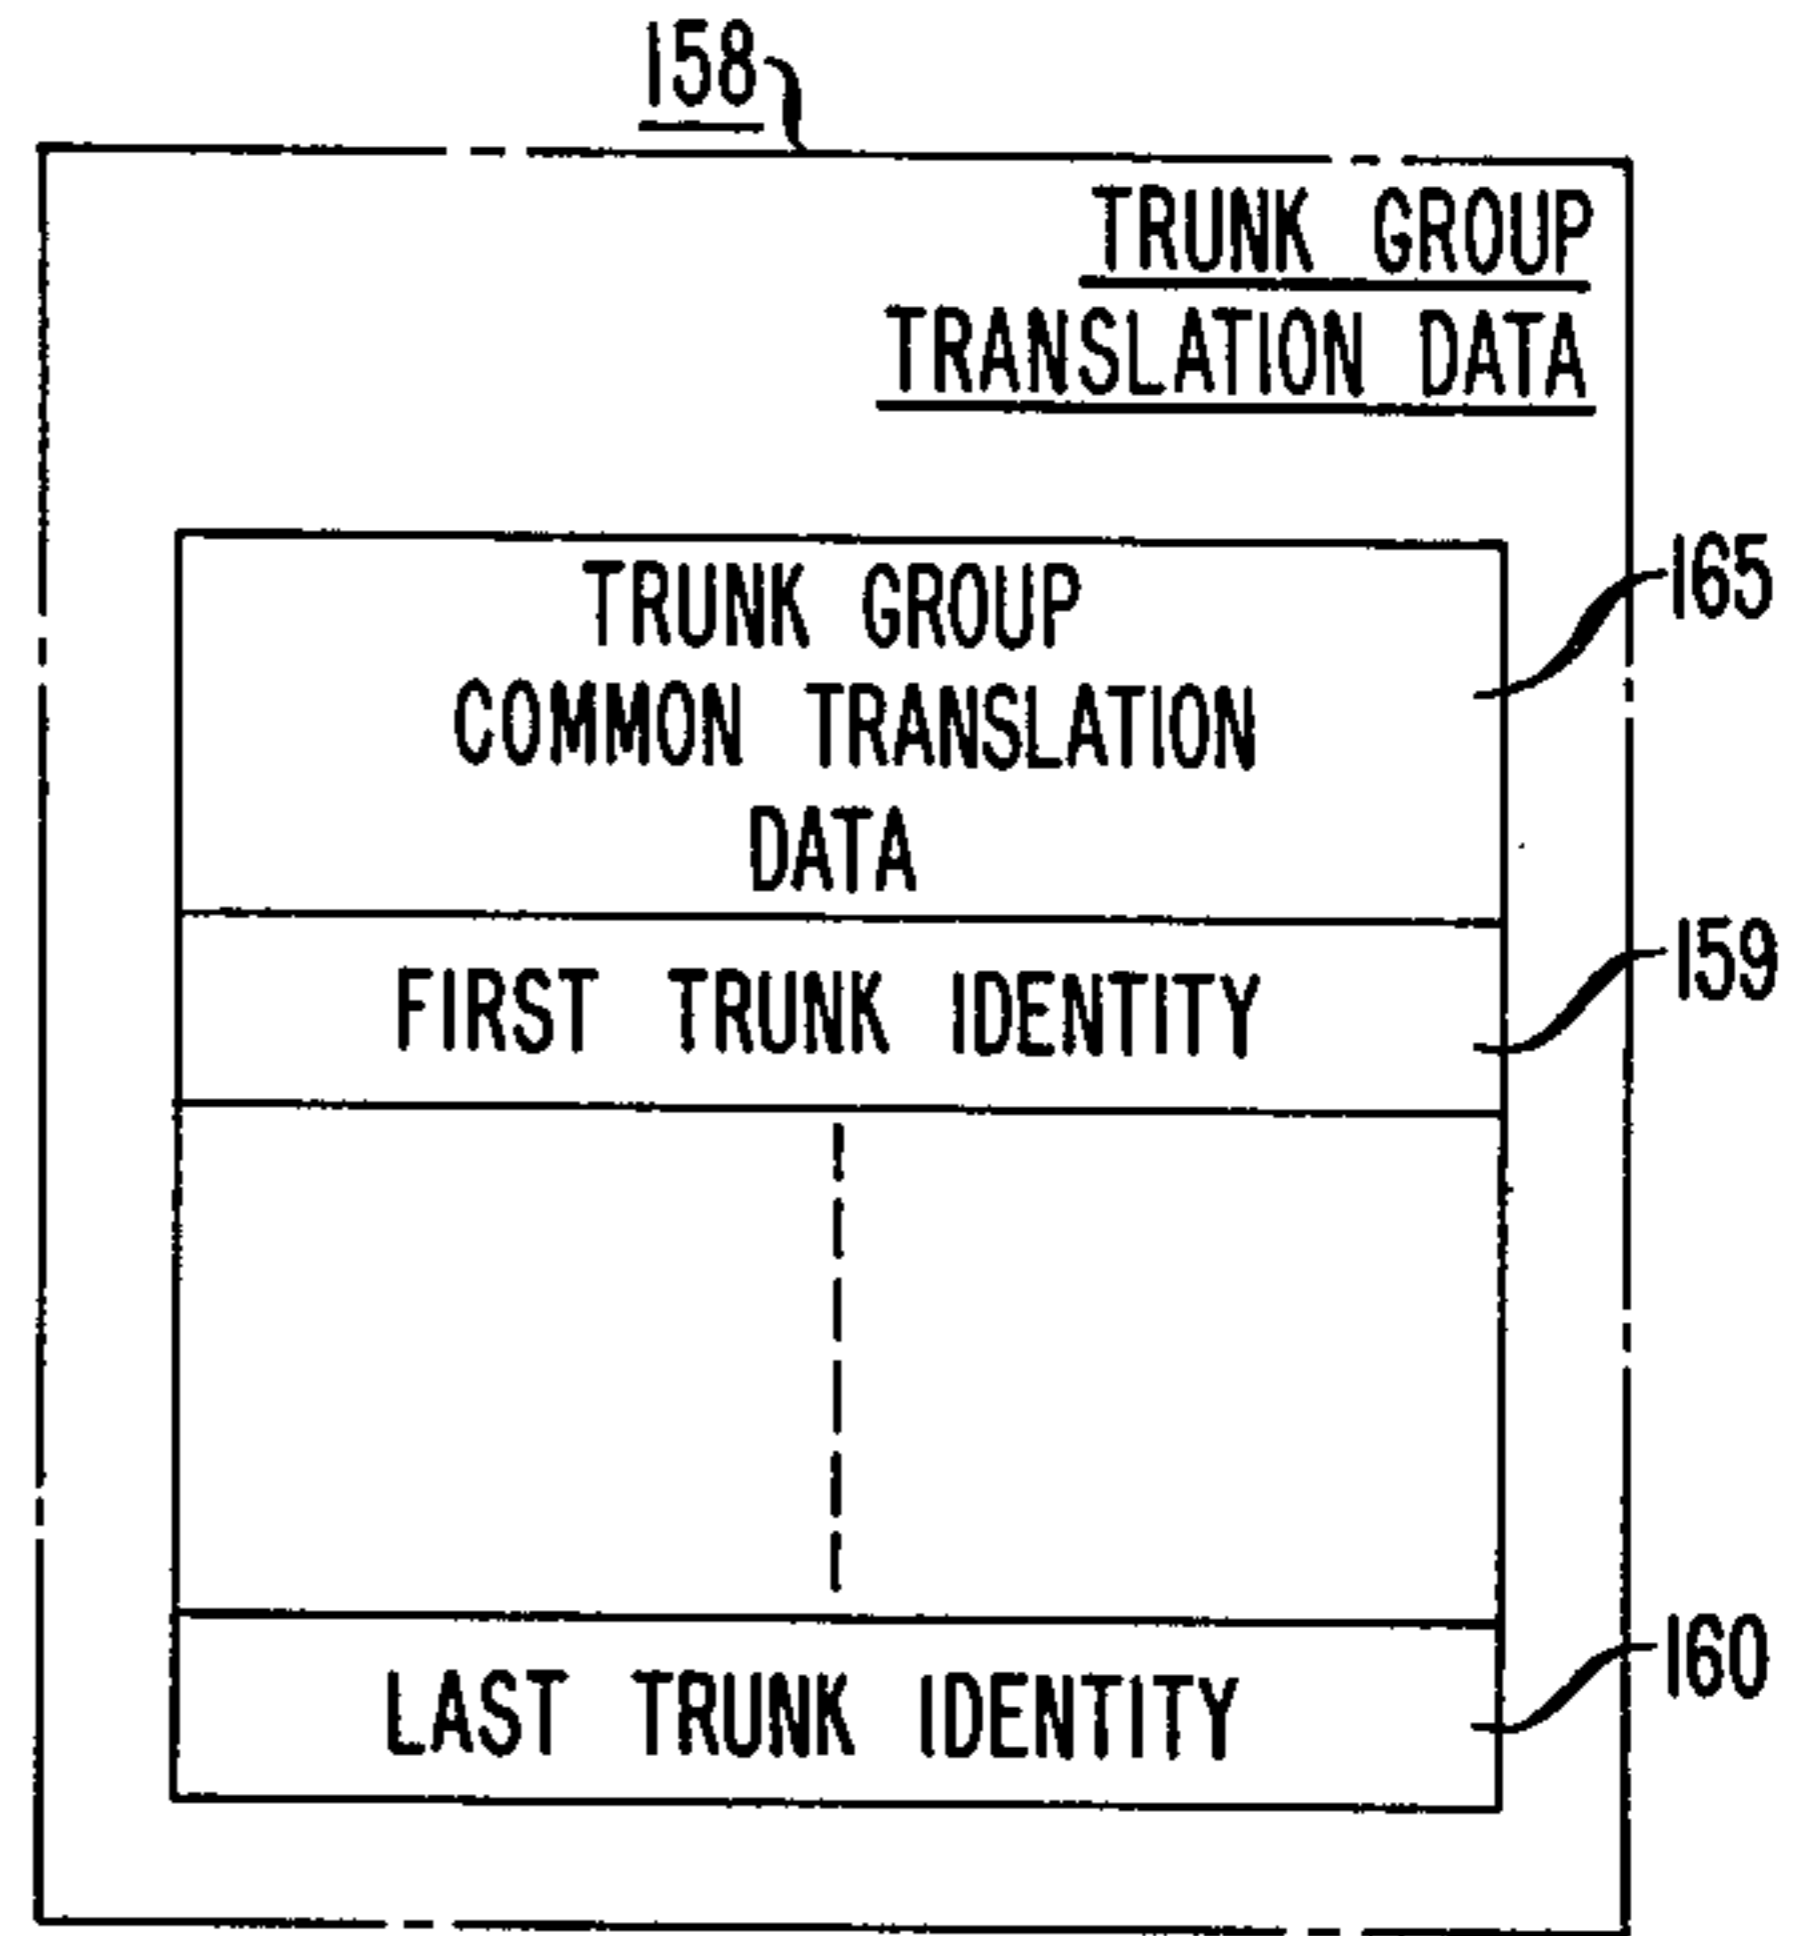 158
TRUNK GROUP
TRANSLATION DATA
TRUNK GROUP
COMMON TRANSLATION
DATA
165
FIRST TRUNK IDENTITY
159
LAST TRUNK IDENTITY
160